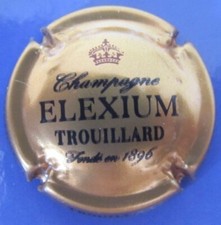 Champagne
ELEXIUM
TROUILLARD
Fondé en 1896